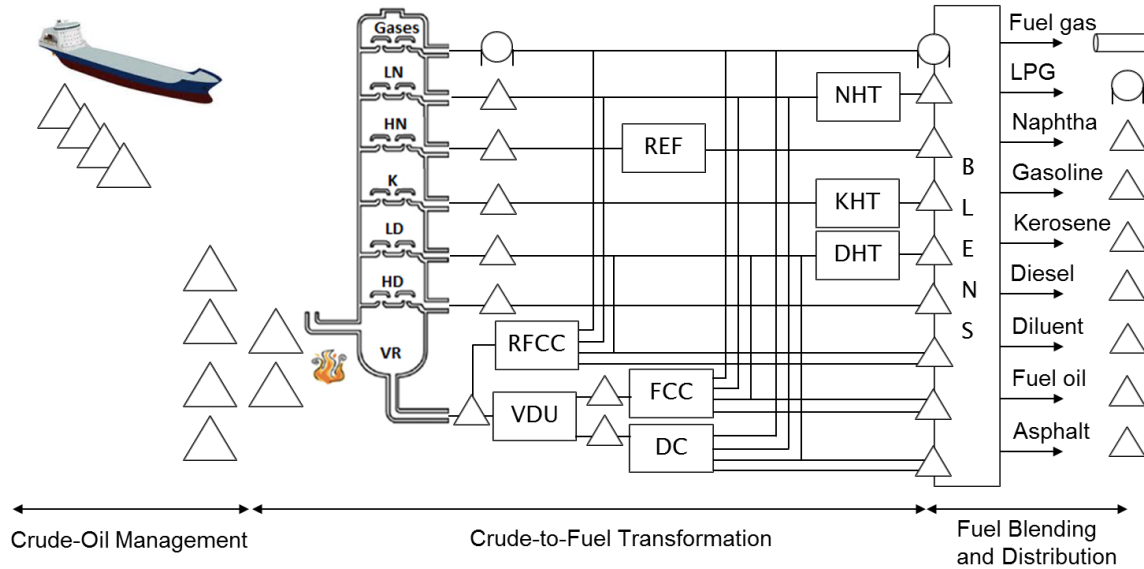 Gases
LN
HN
K
LD
HD
VR
NHT
REF
KHT
DHT
RFCC
VDU
FCC
DC
B
L
E
N
S
Fuel gas
LPG
Naphtha
Gasoline
Kerosene
Diesel
Diluent
Fuel oil
Asphalt
Crude-Oil Management
Crude-to-Fuel Transformation
Fuel Blending
and Distribution